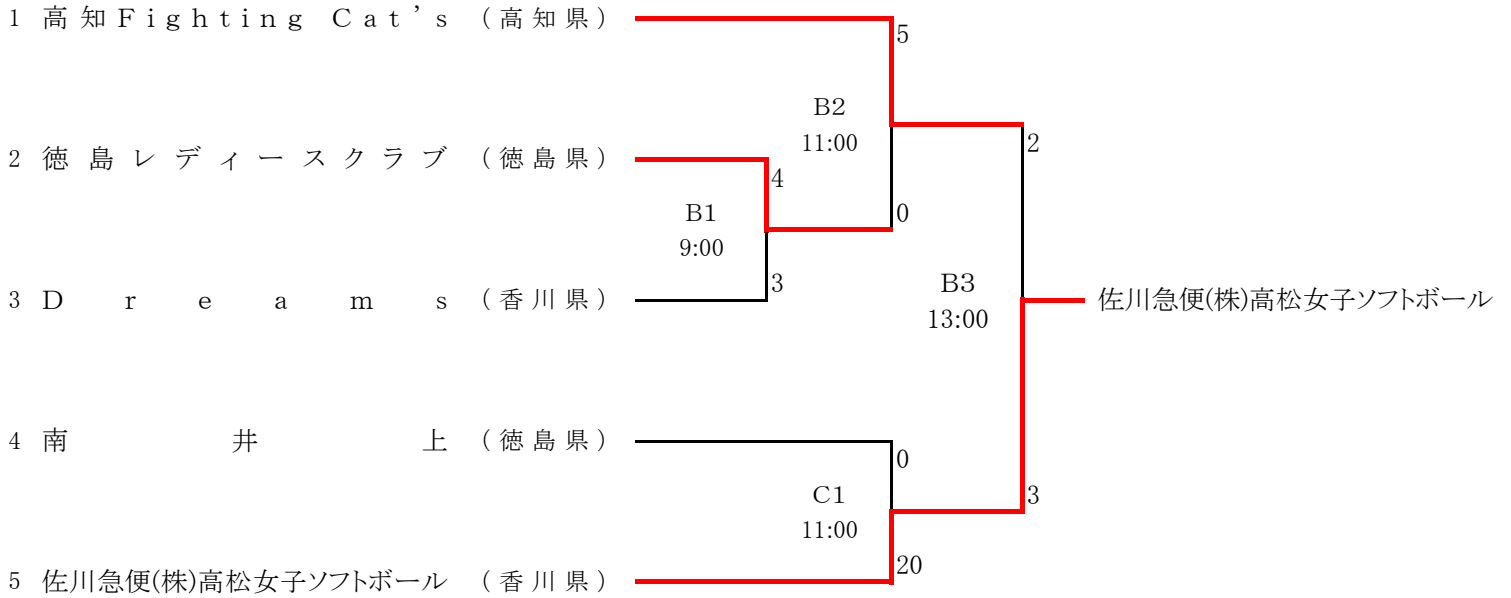 1 高知Fighting Cat’s (高知県)
5
B2
11:00
2
2 徳島レディースクラブ (徳島県)
4
B1
0
9:00
3
B3
3 Dreams (香川県)
佐川急便(株)高松女子ソフトボール
13:00
4 南井上 (徳島県)
0
C1
3
11:00
20
5 佐川急便(株)高松女子ソフトボール (香川県)